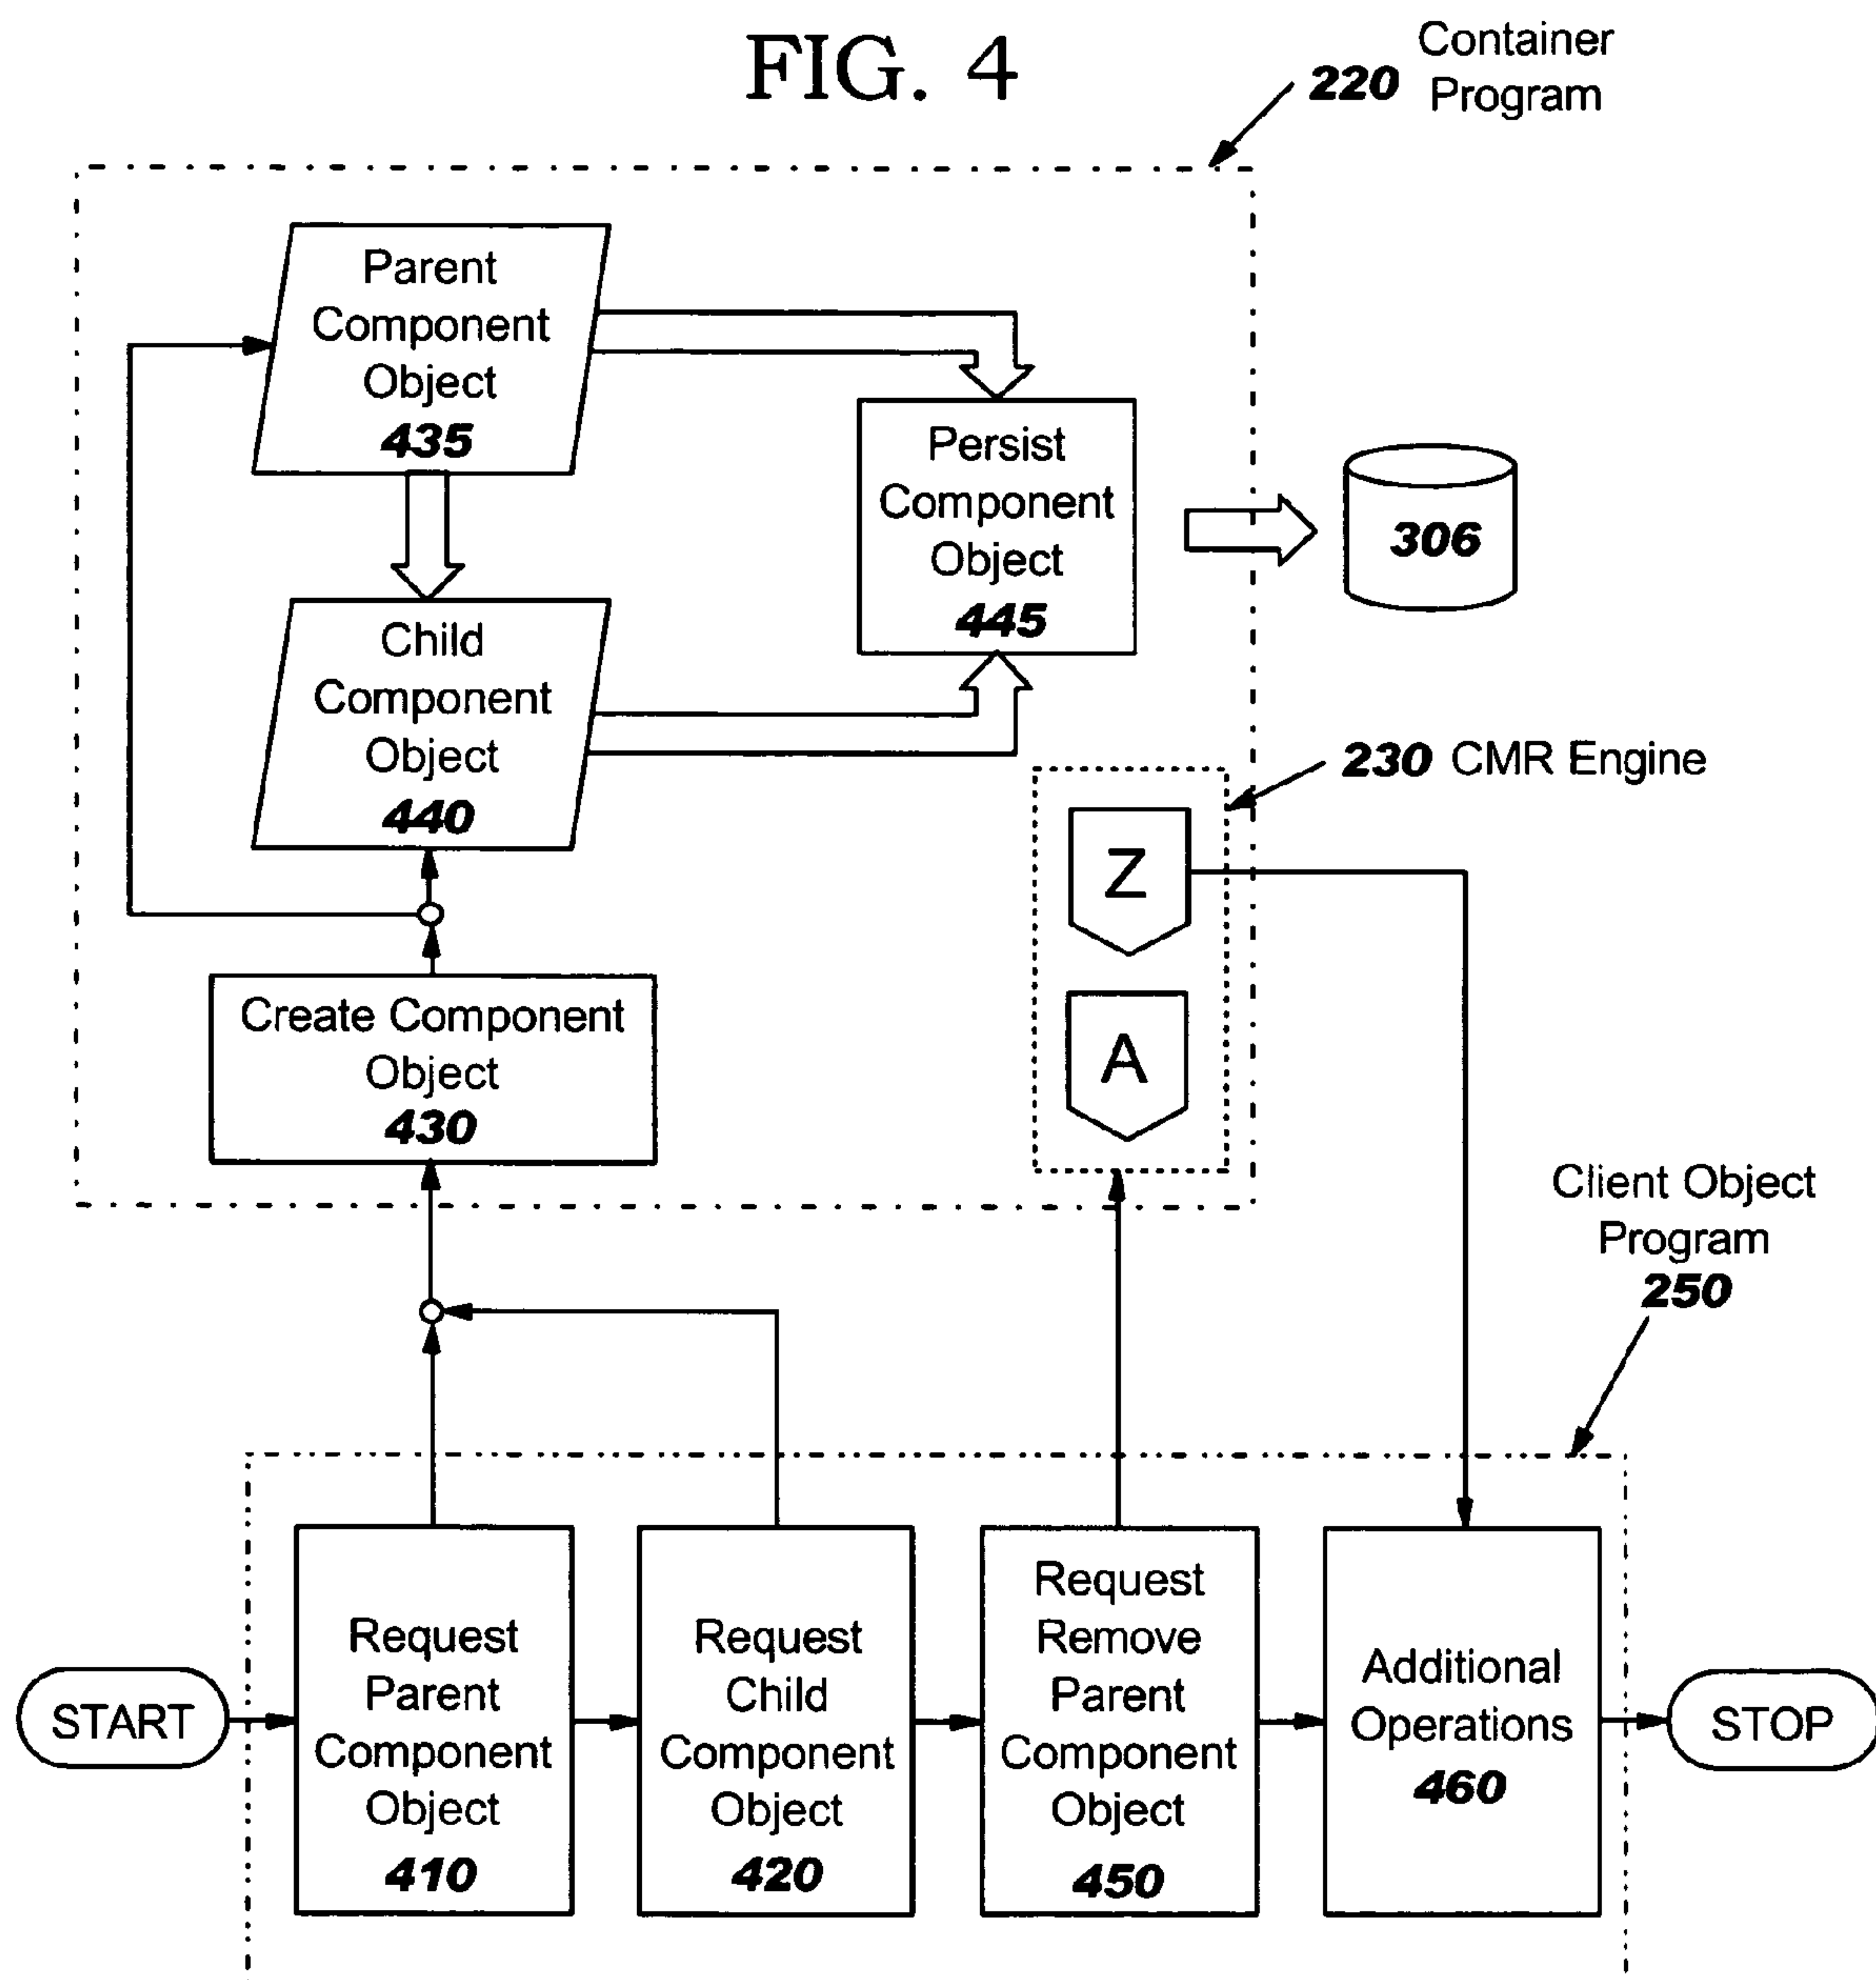 FIG. 4
Container
220 Program
Parent
Component
Object
435
Persist
Component
Object
445
306
Child
Component
Object
440
230 CMR Engine
Z
A
Create Component
Object
430
Client Object
Program
250
START
Request
Parent
Component
Object
410
Request
Child
Component
Object
420
Request
Remove
Parent
Component
Object
450
Additional
Operations
460
STOP